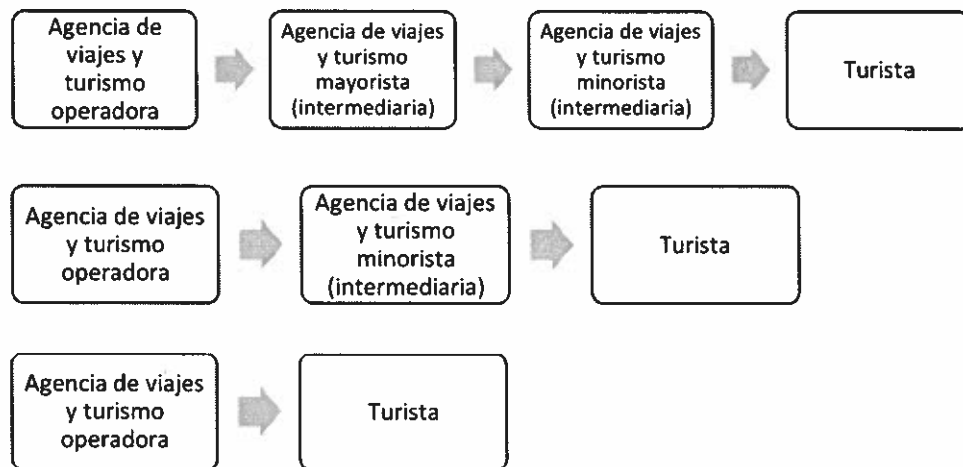 Agencia de
viajes y
turismo
operadora
Agencia de viajes
y turismo
mayorista
(intermediaria)
Agencia de viajes
y turismo
minorista
(intermediaria)
Turista
Agencia de viajes
y turismo
operadora
Agencia de viajes
y turismo
minorista
(intermediaria)
Turista
Agencia de viajes
y turismo
operadora
Turista